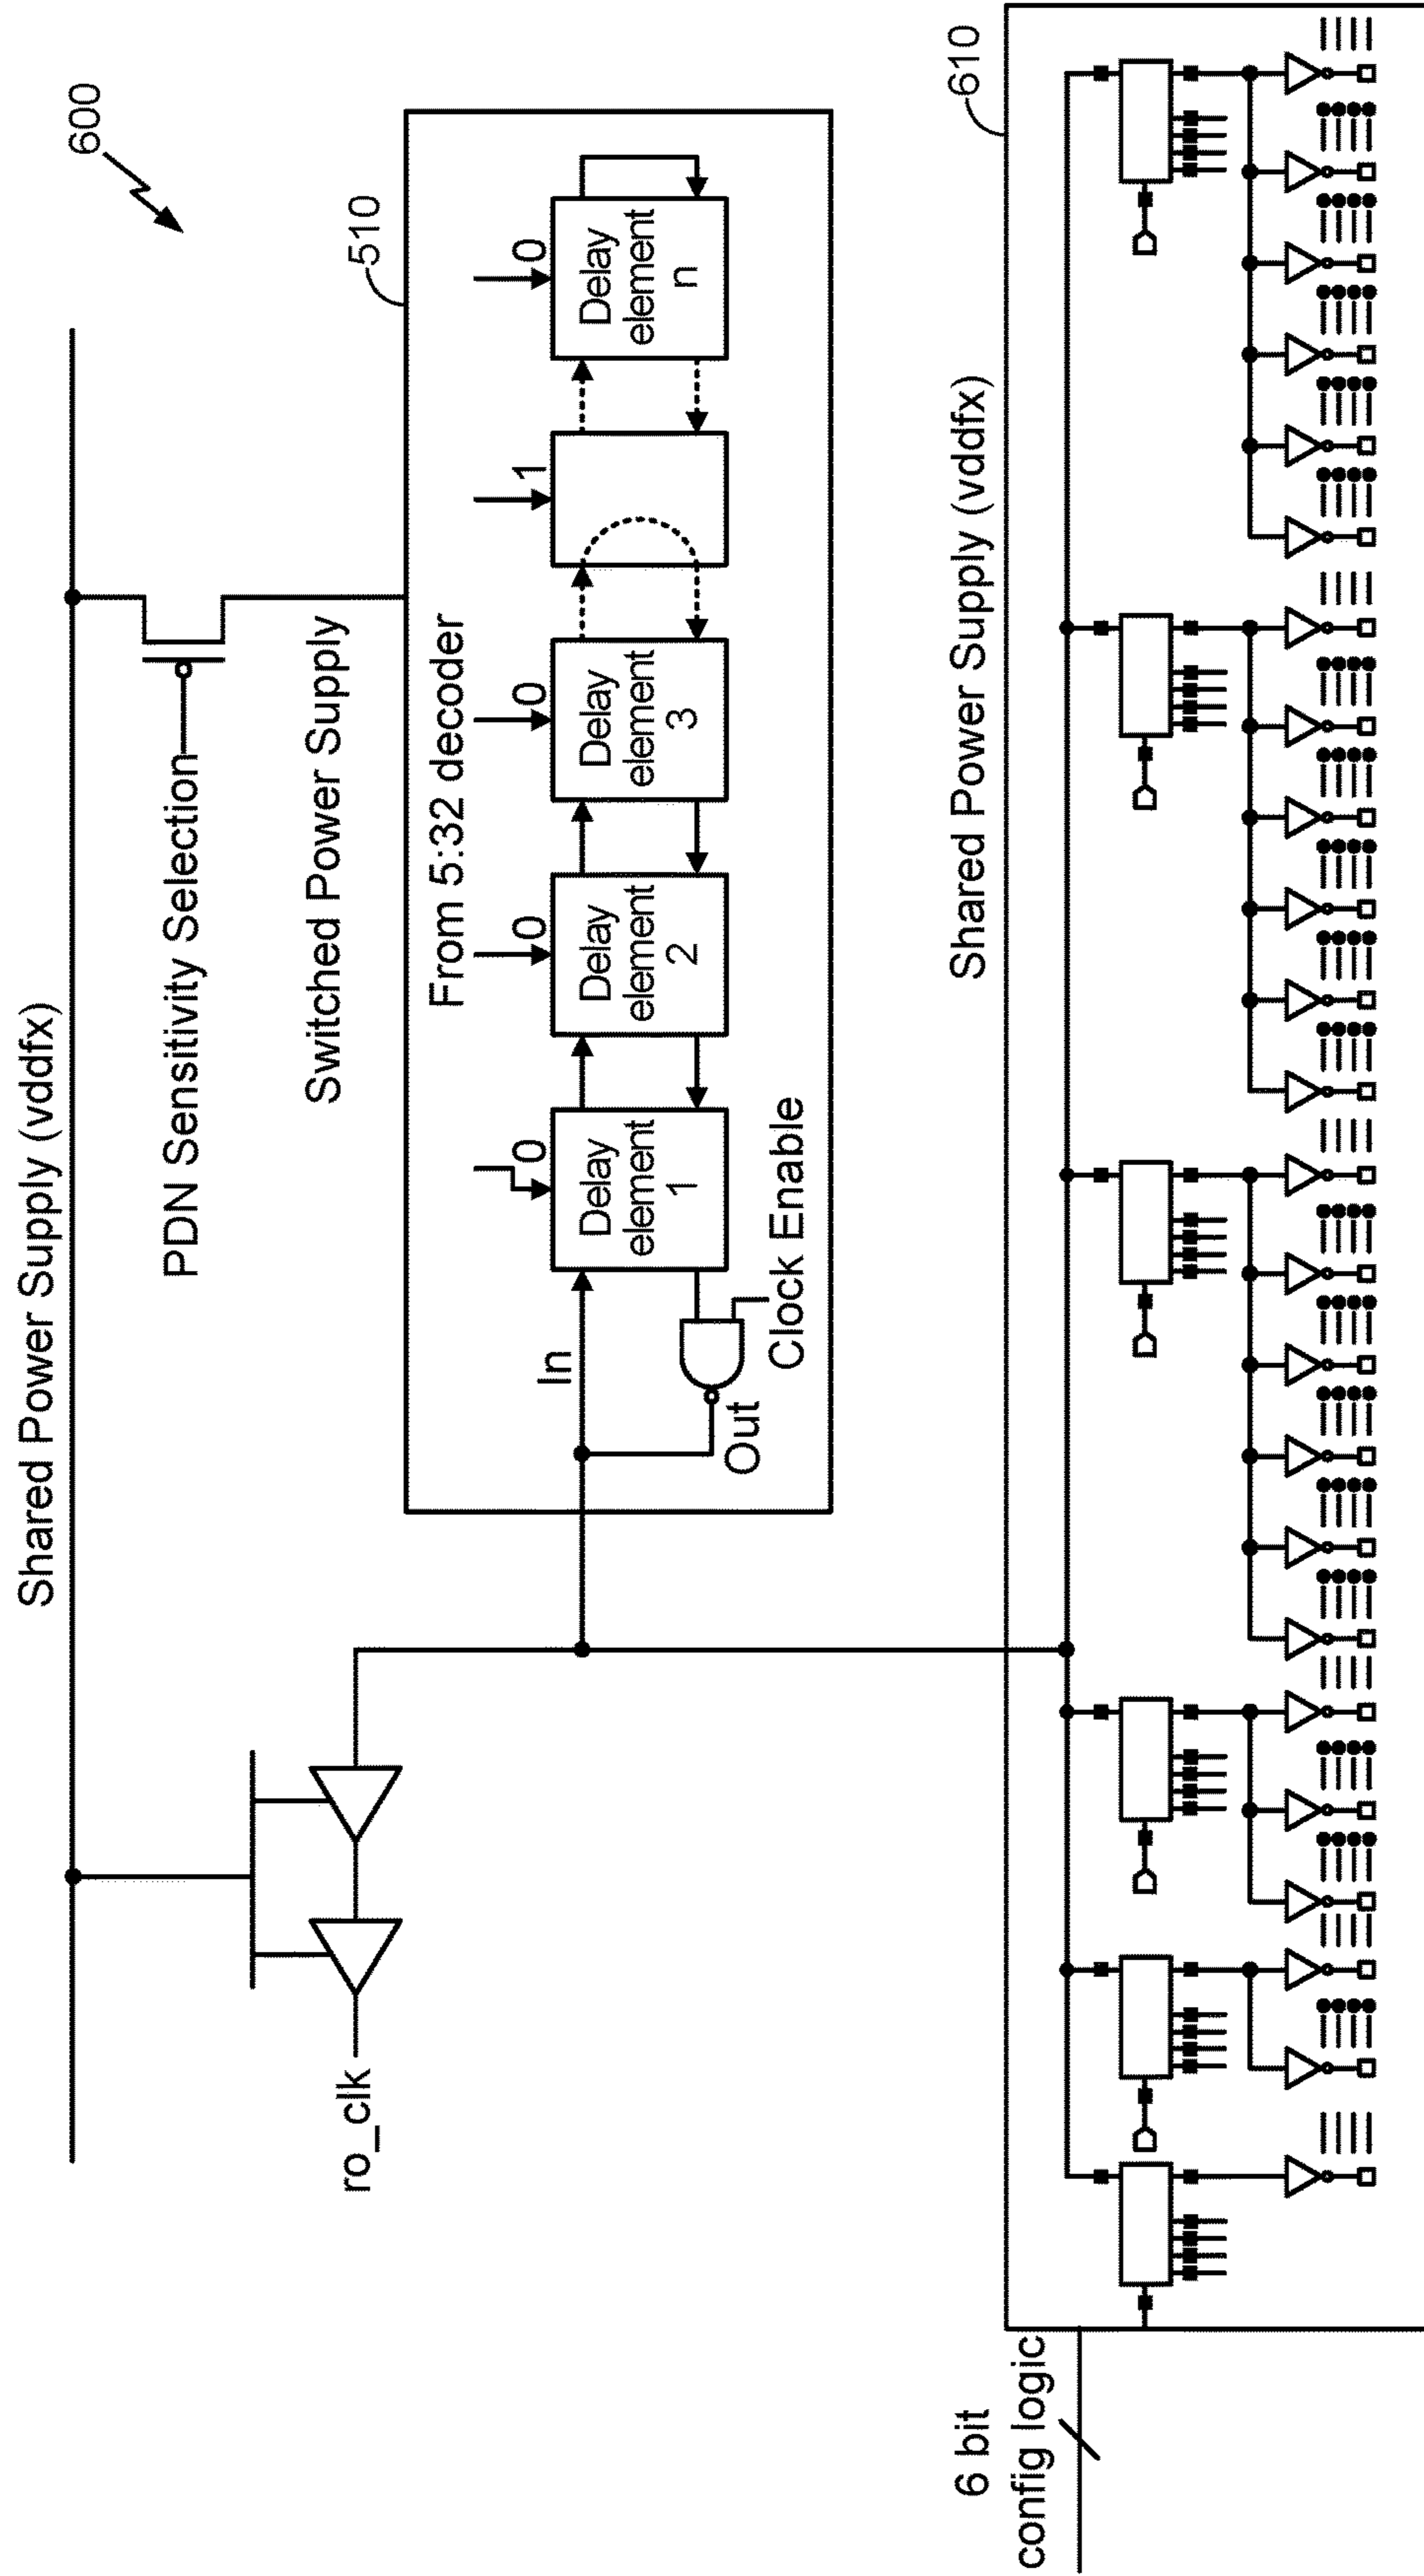 600
Shared Power Supply (vddfx)
PDN Sensitivity Selection
Switched Power Supply
510
ro_clk
From 5:32 decoder
In
0
0
0
1
0
Delay
element
1
Delay
element
2
Delay
element
3
Delay
element
n
Out
Clock Enable
Shared Power Supply (vddfx)
610
6 bit
config logic